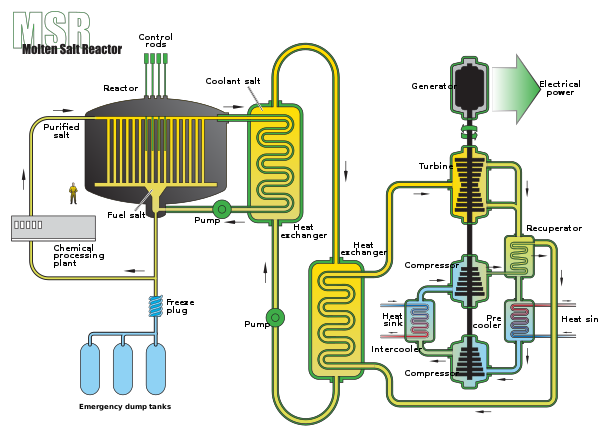 MSR
Molten Salt Reactor
Control
rods
Reactor
Coolant salt
Generator
Electrical
power
Purified
salt
Turbine
Fuel salt
Pump
Heat
exchanger
Recuperator
Chemical
processing
plant
Heat
exchanger
Compressor
Freeze
plug
Pump
Heat
sink
Pre
cooler
Heat sin
Intercooler
Compressor
Emergency dump tanks